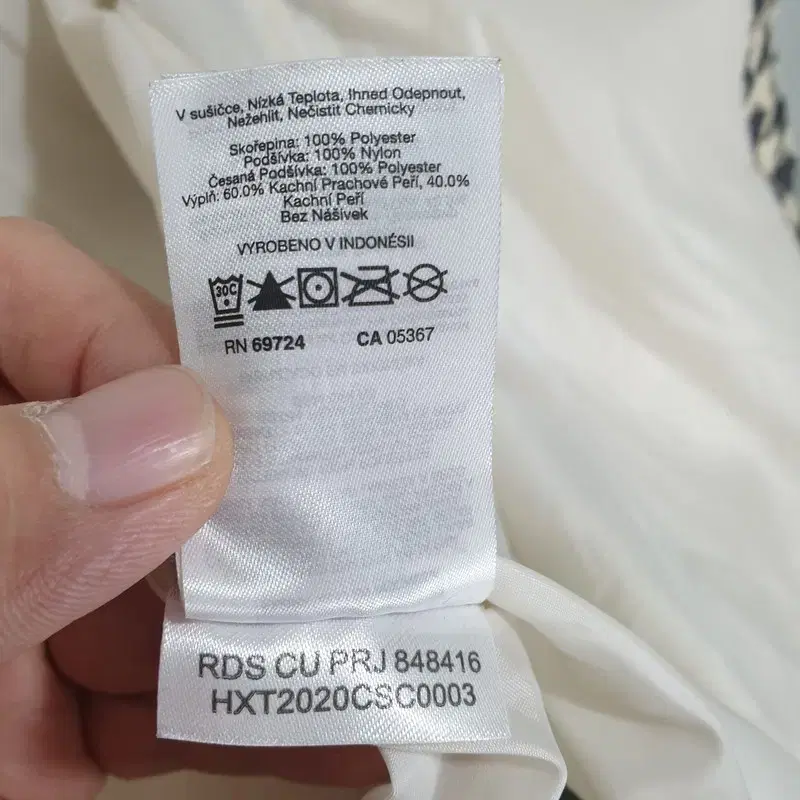 V sušičce, Nízká Teplota, Ihned Odepnout,
Nežehlit, Nečistit Chemicky
Skořepina: 100% Polyester
Podšívka: 100% Nylon
Česaná Podšívka: 100% Polyester
Výplň: 60.0% Kachní Prachové Peří, 40.0%
Kachní Peří
Bez Nášivek
VYROBENO V INDONÉSII
30C
RN 69724 CA 05367
RDS CU PRJ 848416
HXT2020CSC0003